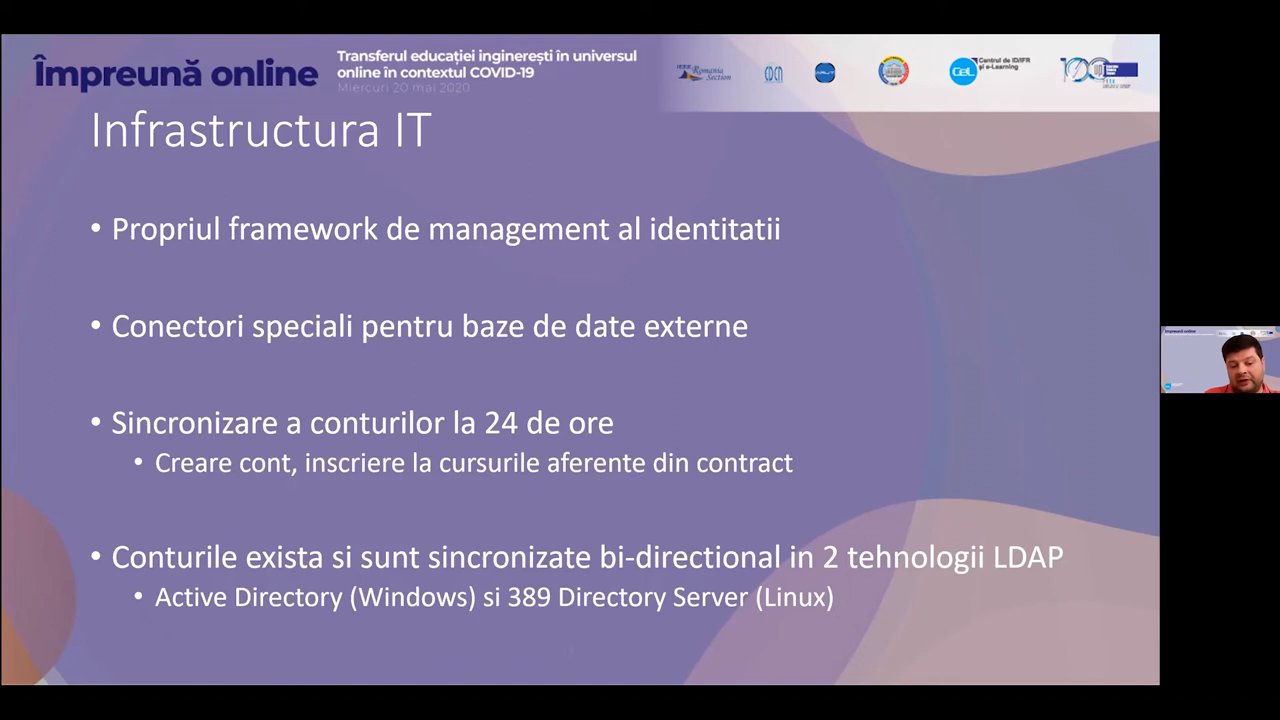 Împreună online
Transferul educației inginerești în universul
online în contextul COVID-19
Miercuri 20 mai 2020
Romania
Section
Centrul de ID/IFR
și e-Learning
Infrastructura IT
• Propriul framework de management al identitatii
• Conectori speciali pentru baze de date externe
• Sincronizare a conturilor la 24 de ore
• Creare cont, inscriere la cursurile aferente din contract
• Conturile exista si sunt sincronizate bi-directional in 2 tehnologii LDAP
• Active Directory (Windows) si 389 Directory Server (Linux)